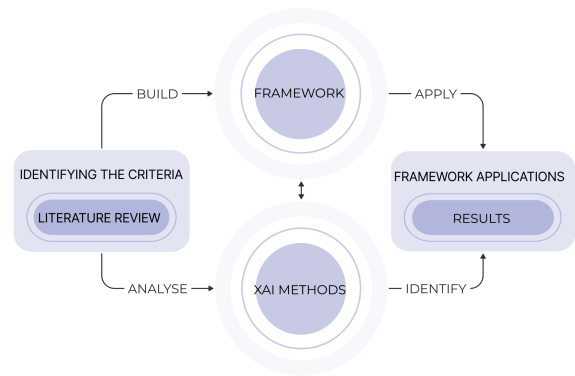 BUILD
FRAMEWORK
APPLY
IDENTIFYING THE CRITERIA
LITERATURE REVIEW
FRAMEWORK APPLICATIONS
RESULTS
ANALYSE
XAI METHODS
IDENTIFY